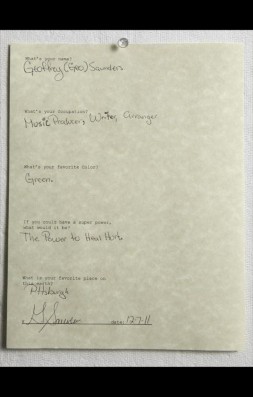 What's your name?
Geoffrey (Geo) Saunders
What's your occupation?
Music Producer, Writer, Arranger
What's your favorite color?
Green.
If you could have a super power,
what would it be?
The Power to Heal Hurts
What is your favorite place on
this earth?
Pittsburgh
x
date: 12-7-11